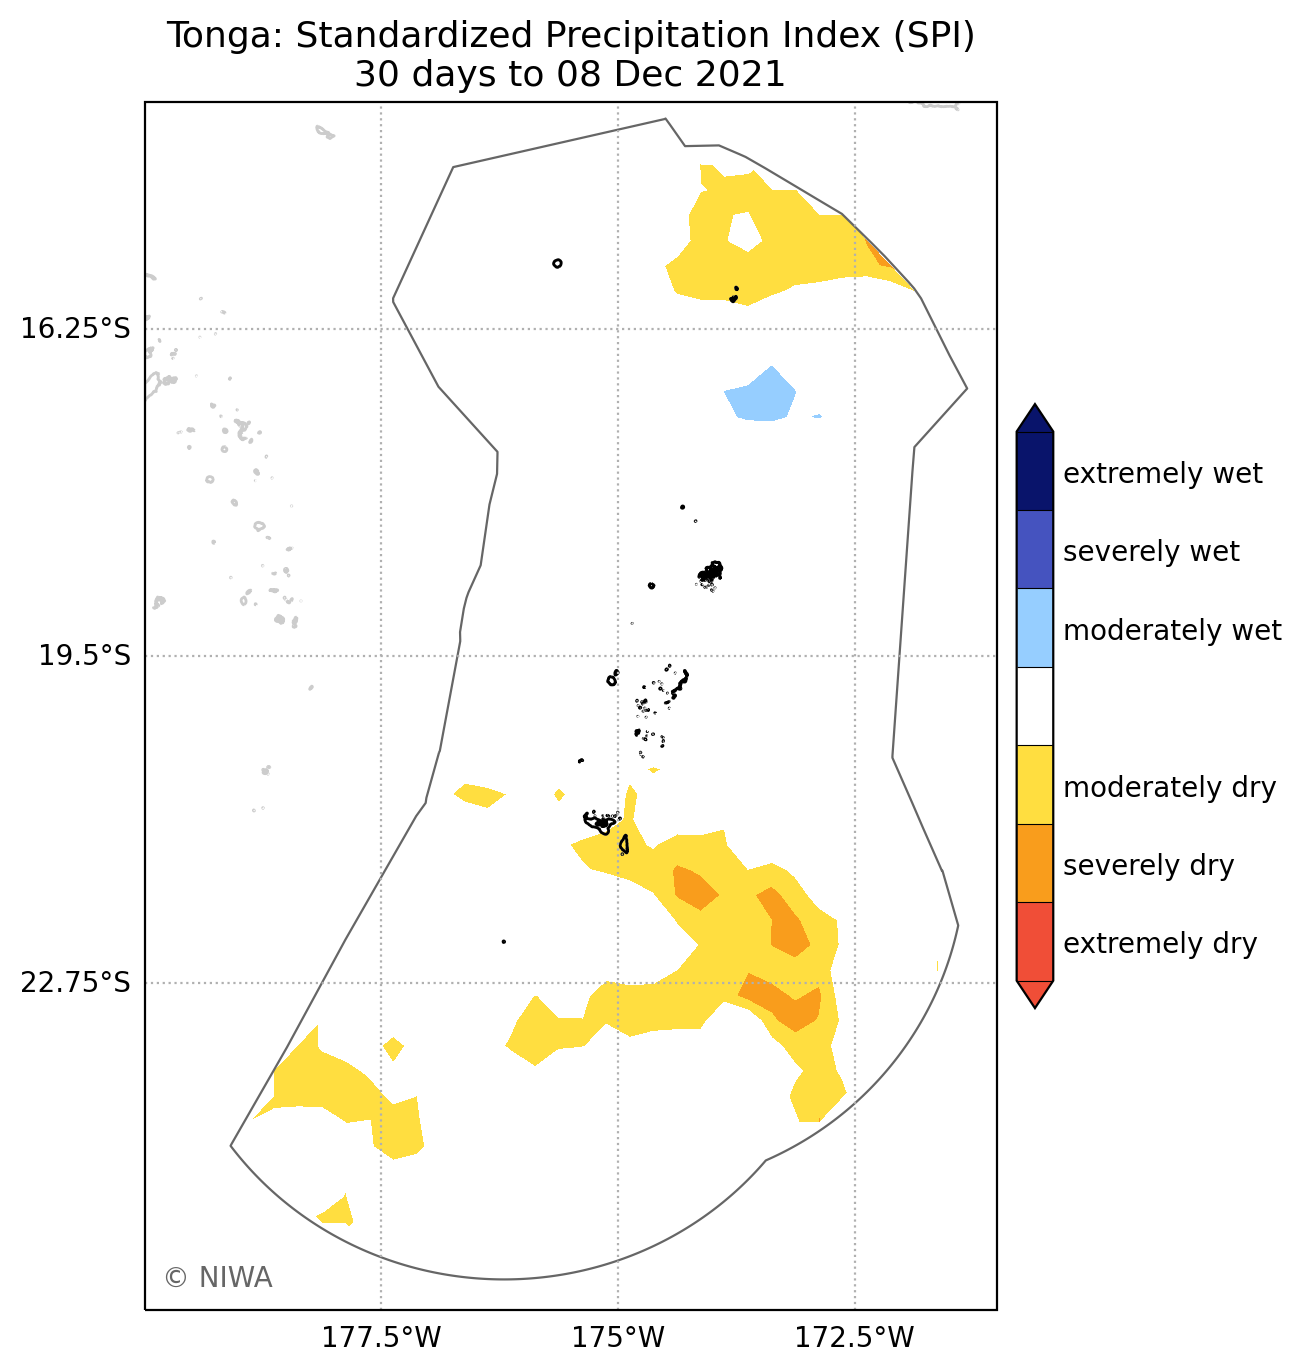 Tonga: Standardized Precipitation Index (SPI)
30 days to 08 Dec 2021
16.25°S
19.5°S
22.75°S
177.5°W
175°W
172.5°W
© NIWA
extremely wet
severely wet
moderately wet
moderately dry
severely dry
extremely dry